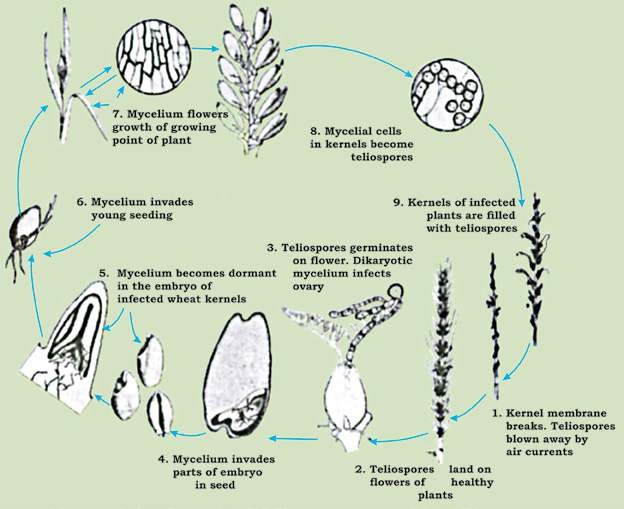 7. Mycelium flowers
growth of growing
point of plant
8. Mycelial cells
in kernels become
teliospores
6. Mycelium invades
young seeding
9. Kernels of infected
plants are filled
with teliospores
3. Teliospores germinates
on flower. Dikaryotic
mycelium infects
ovary
5. Mycelium becomes dormant
in the embryo of
infected wheat kernels
1. Kernel membrane
breaks. Teliospores
blown away by
air currents
4. Mycelium invades
parts of embryo
in seed
2. Teliospores land on
flowers of healthy
plants